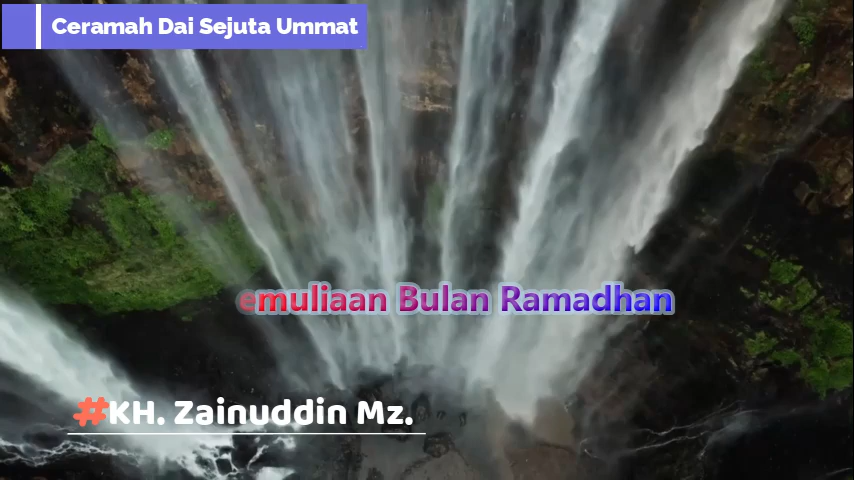 Ceramah Dai Sejuta Ummat
emuliaan Bulan Ramadhan
#KH. Zainuddin Mz.